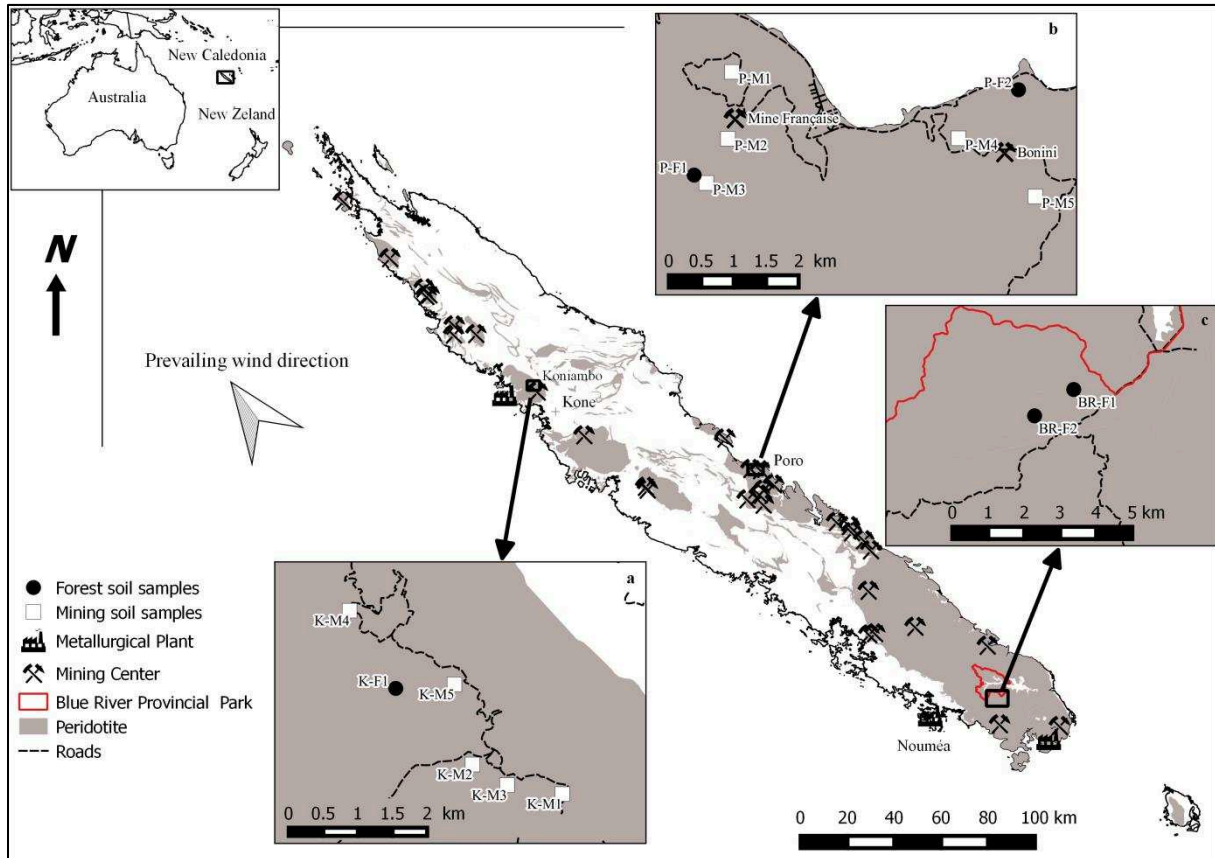 New Caledonia
Australia
New Zeland
N
Prevailing wind direction
Koniambo
Kone
Poro
Nouméa
b
P-M1
Mine Française
P-M2
P-F1
P-M3
P-F2
P-M4
Bonini
P-M5
0 0.5 1 1.5 2 km
c
BR-F1
BR-F2
0 1 2 3 4 5 km
a
K-M4
K-F1
K-M5
K-M2
K-M3
K-M1
0 0.5 1 1.5 2 km
Forest soil samples
Mining soil samples
Metallurgical Plant
Mining Center
Blue River Provincial Park
Peridotite
Roads
0 20 40 60 80 100 km